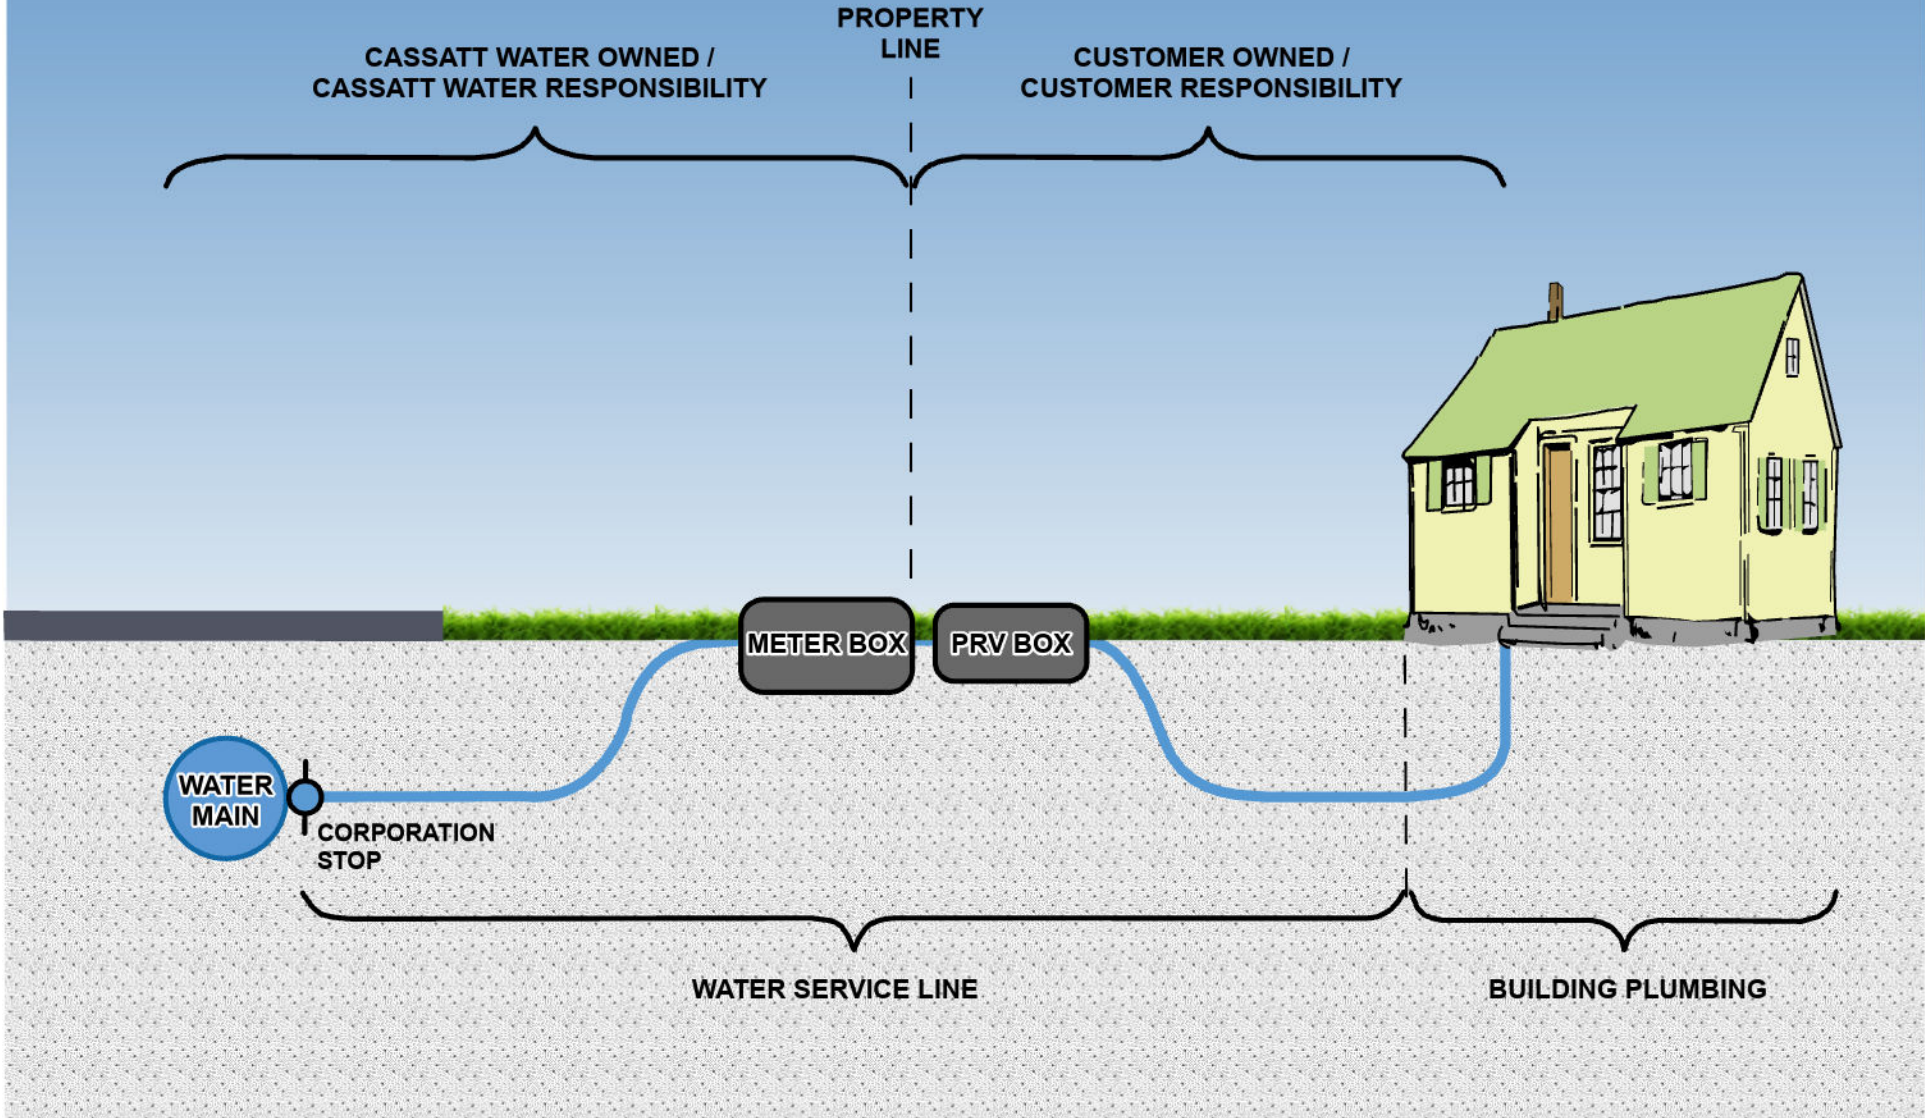 PROPERTY
LINE
CASSATT WATER OWNED /
CASSATT WATER RESPONSIBILITY
CUSTOMER OWNED /
CUSTOMER RESPONSIBILITY
METER BOX
PRV BOX
WATER
MAIN
CORPORATION
STOP
WATER SERVICE LINE
BUILDING PLUMBING